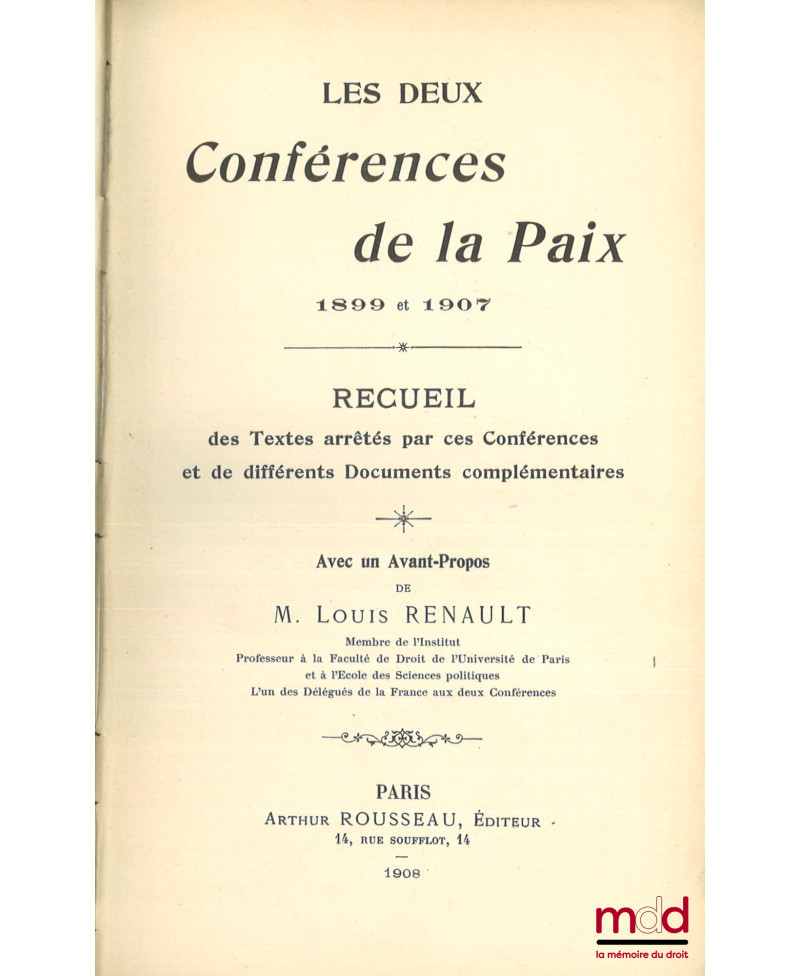 LES DEUX
Conférences
de la Paix
1899 et 1907
RECUEIL
des Textes arrêtés par ces Conférences
et de différents Documents complémentaires
Avec un Avant-Propos
DE
M. Louis RENAULT
Membre de l'Institut
Professeur à la Faculté de Droit de l'Université de Paris
et à l'Ecole des Sciences politiques
L'un des Délégués de la France aux deux Conférences
PARIS
Arthur ROUSSEAU, Éditeur
14, RUE SOUFFLOT, 14
1908
mdd
la mémoire du droit